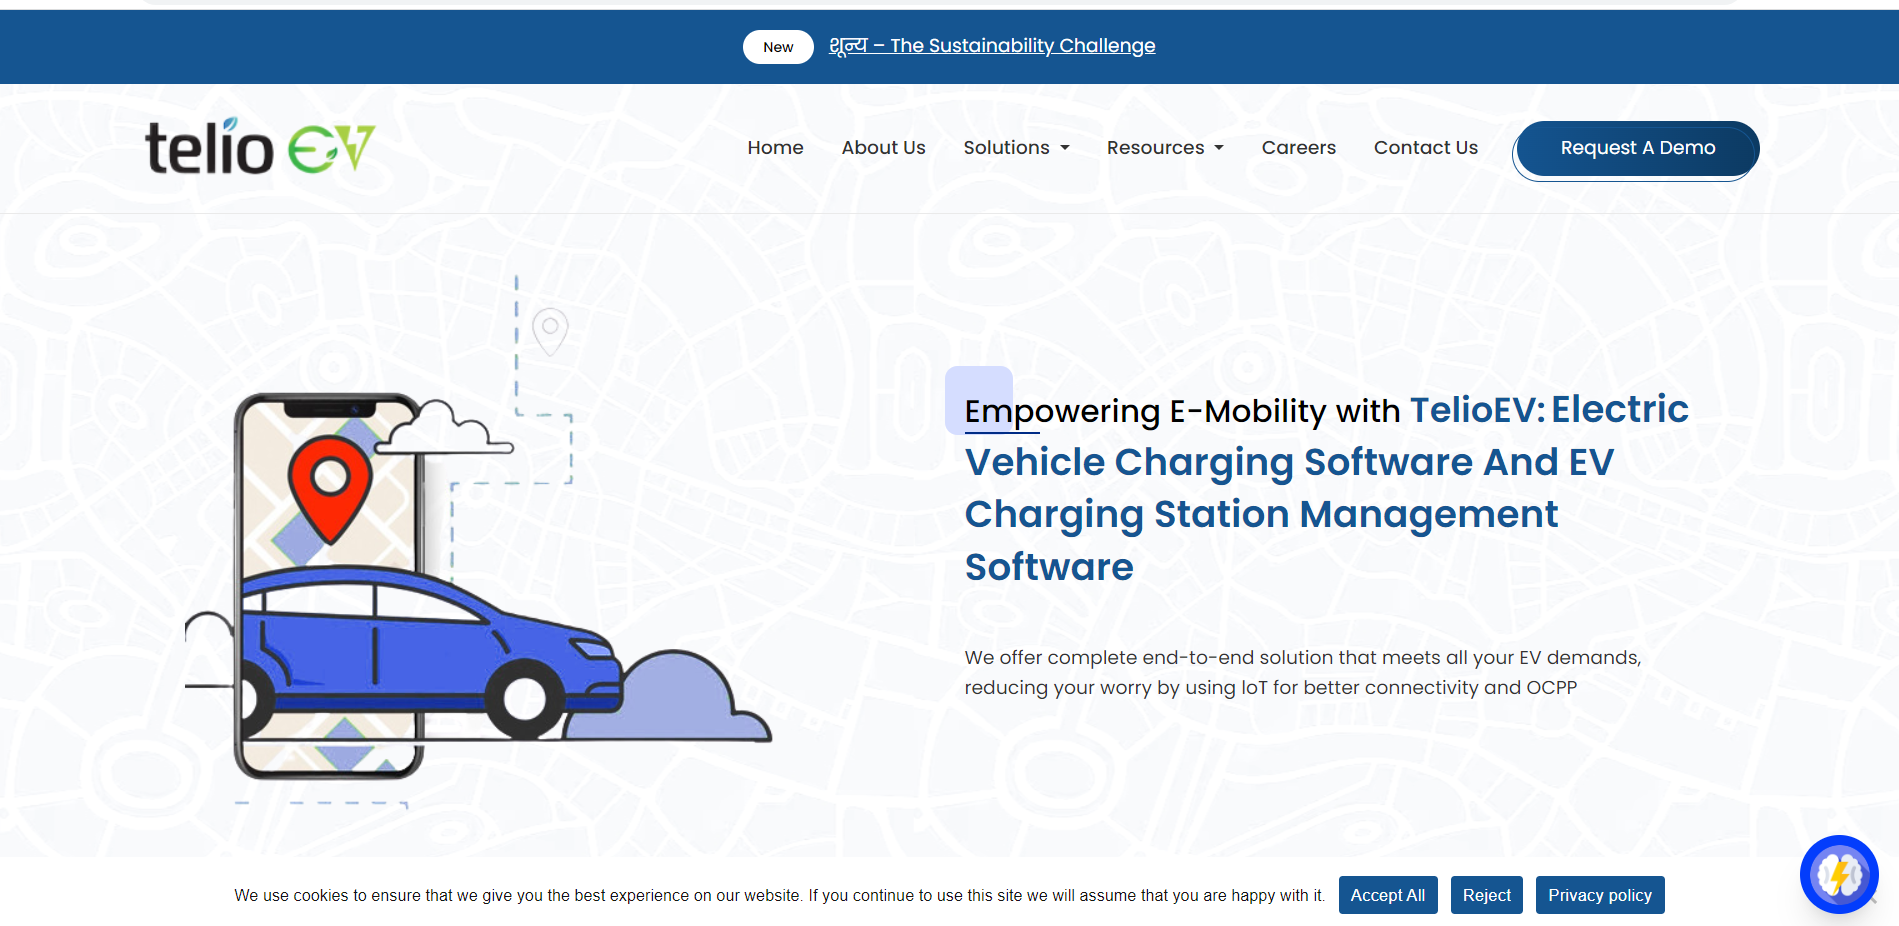 New शून्य – The Sustainability Challenge
telio EV
Home About Us Solutions Resources Careers Contact Us Request A Demo
Empowering E-Mobility with TelioEV: Electric
Vehicle Charging Software And EV
Charging Station Management
Software
We offer complete end-to-end solution that meets all your EV demands,
reducing your worry by using IoT for better connectivity and OCPP
We use cookies to ensure that we give you the best experience on our website. If you continue to use this site we will assume that you are happy with it. Accept All Reject Privacy policy